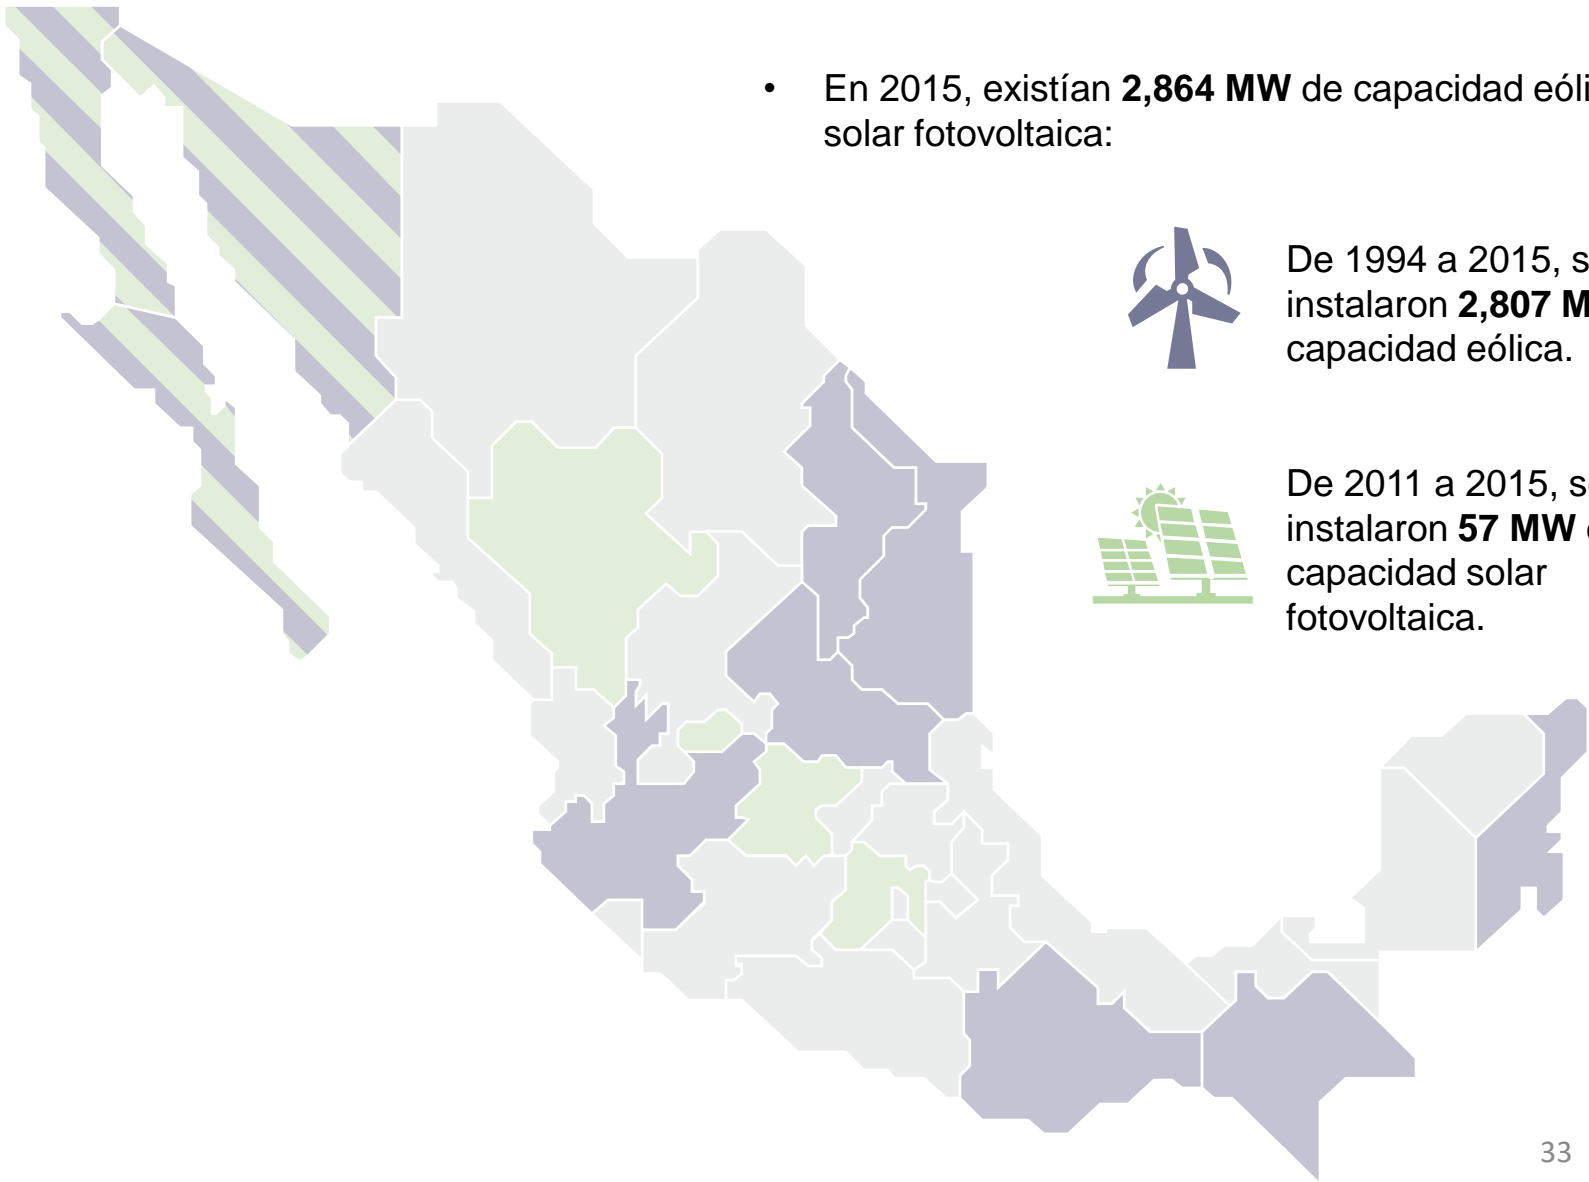 • En 2015, existían 2,864 MW de capacidad eóli
solar fotovoltaica:
De 1994 a 2015, s
instalaron 2,807 M
capacidad eólica.
De 2011 a 2015, s
instalaron 57 MW
capacidad solar
fotovoltaica.
33